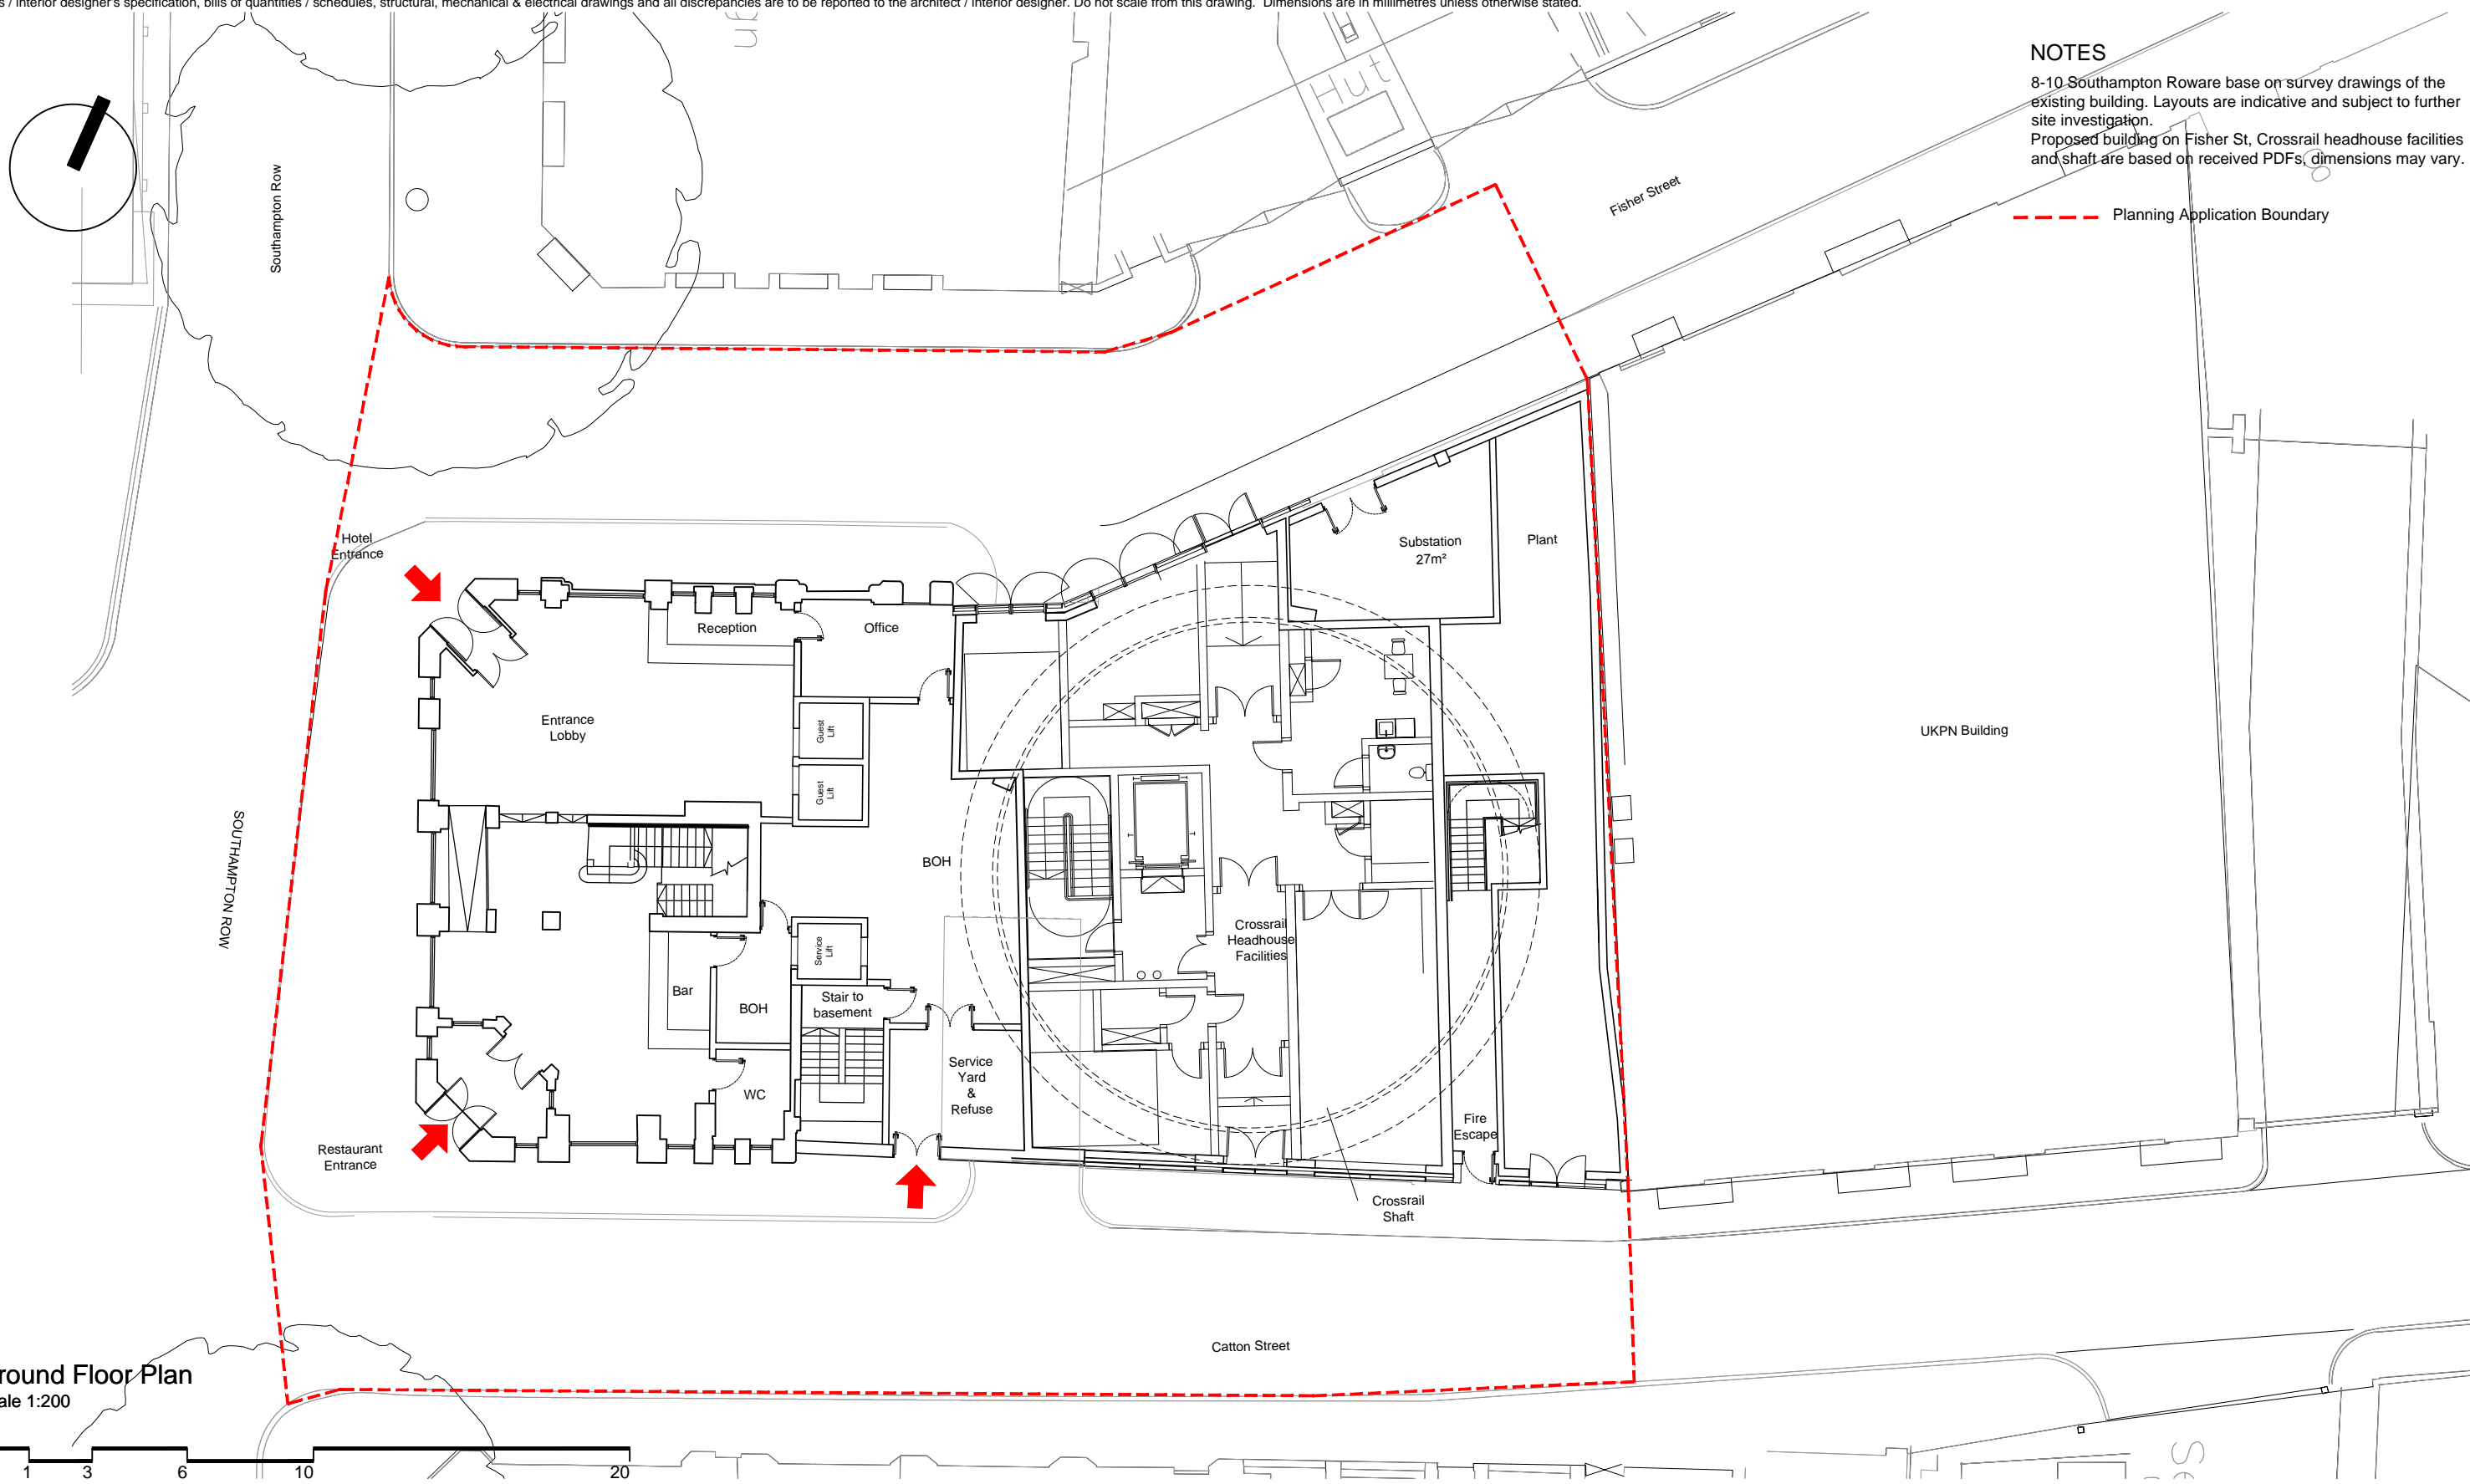 / interior designer's specification, bills of quantities / schedules, structural, mechanical & electrical drawings and all discrepancies are to be reported to the architect / interior designer. Do not scale from this drawing. Dimensions are in millimetres unless otherwise stated.
NOTES
8-10 Southampton Roware base on survey drawings of the
existing building. Layouts are indicative and subject to further
site investigation.
Proposed building on Fisher St, Crossrail headhouse facilities
and shaft are based on received PDFs, dimensions may vary.
Planning Application Boundary
Hut
Southampton Row
Fisher Street
Hotel
Entrance
Substation
27m²
Plant
Reception
Office
Entrance
Lobby
Guest
Lift
Guest
Lift
UKPN Building
SOUTHAMPTON ROW
BOH
Crossrail
Headhouse
Facilities
Service
Lift
Bar
BOH
Stair to
basement
Service
Yard
&
Refuse
WC
Fire
Escape
Restaurant
Entrance
Crossrail
Shaft
Catton Street
round Floor Plan
ale 1:200
1 3 6 10 20